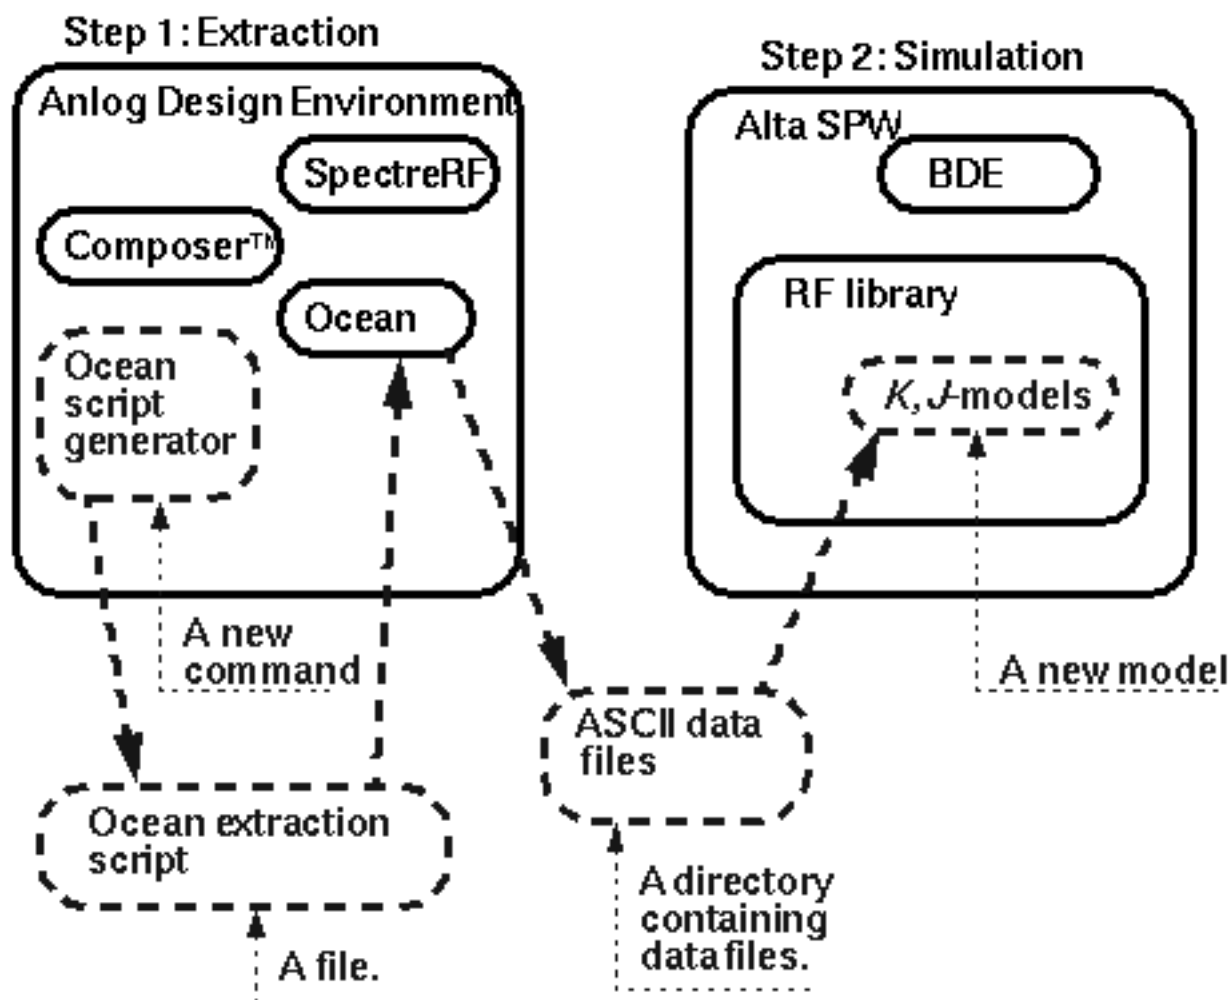 Step 1: Extraction
Anlog Design Environment
SpectreRF
Composer™
Ocean
Ocean
script
generator
A new
command
Ocean extraction
script
A file.
Step 2: Simulation
Alta SPW
BDE
RF library
K, J-models
A new model
ASCII data
files
A directory
containing
data files.